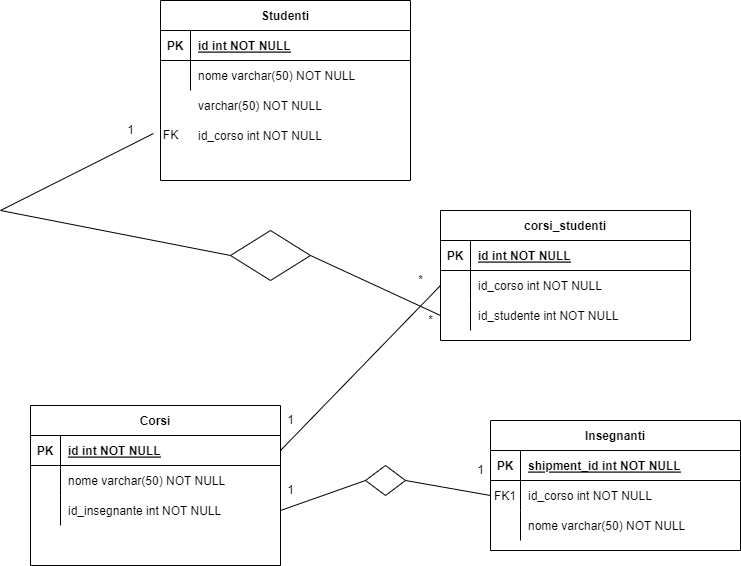 Studenti
PK id int NOT NULL
nome varchar(50) NOT NULL
varchar(50) NOT NULL
1 FK id_corso int NOT NULL
corsi_studenti
PK id int NOT NULL
* id_corso int NOT NULL
* id_studente int NOT NULL
Corsi
1
PK id int NOT NULL
nome varchar(50) NOT NULL
1
id_insegnante int NOT NULL
Insegnanti
1 PK shipment_id int NOT NULL
FK1 id_corso int NOT NULL
nome varchar(50) NOT NULL